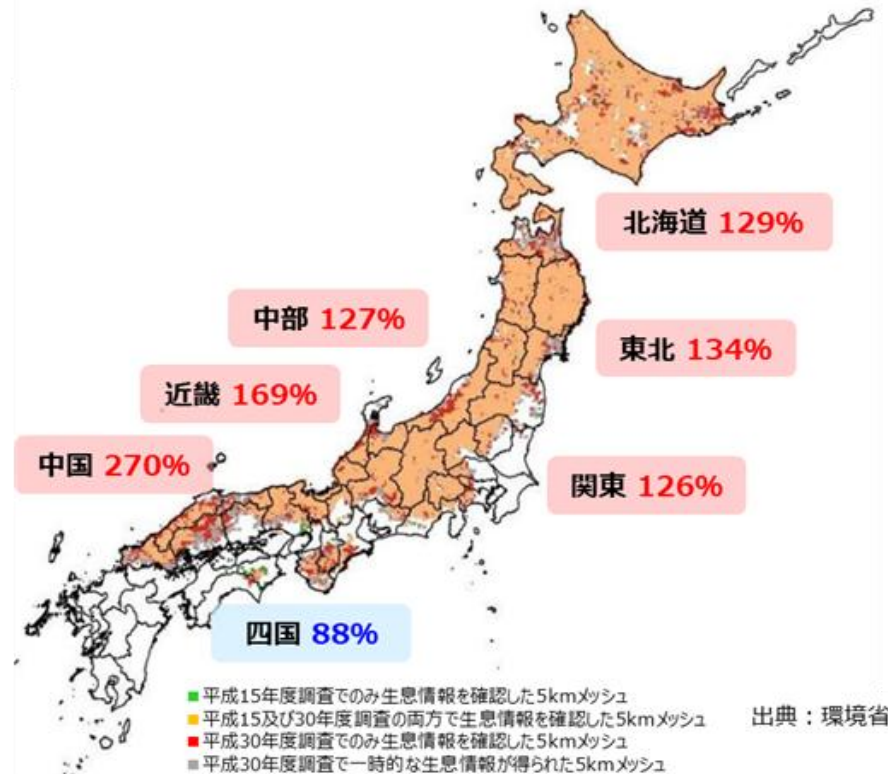 北海道 129%
中部 127%
東北 134%
近畿 169%
中国 270%
関東 126%
四国 88%
■平成15年度調査でのみ生息情報を確認した5kmメッシュ
■平成15及び30年度調査の両方で生息情報を確認した5kmメッシュ
■平成30年度調査でのみ生息情報を確認した5kmメッシュ
■平成30年度調査で一時的な生息情報が得られた5kmメッシュ
出典：環境省